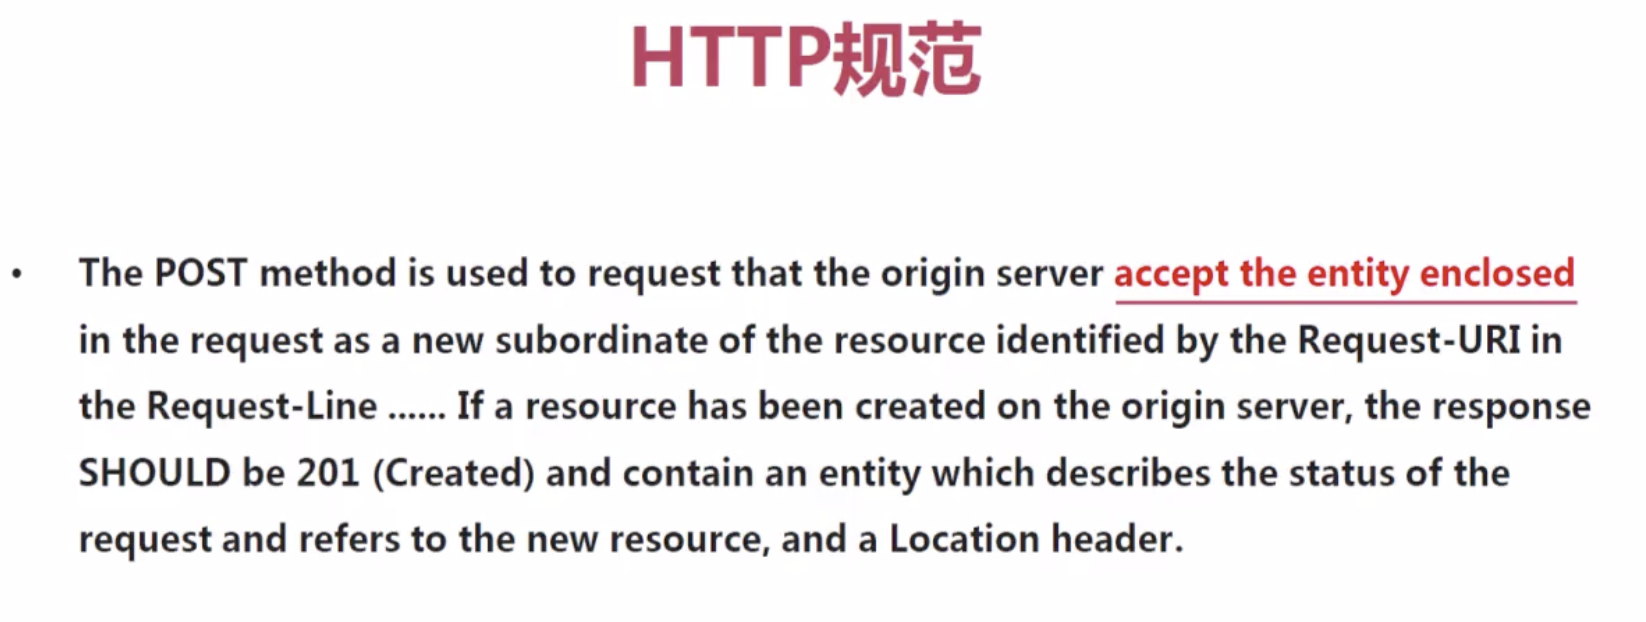 HTTP规范
• The POST method is used to request that the origin server accept the entity enclosed
in the request as a new subordinate of the resource identified by the Request-URI in
the Request-Line ...... If a resource has been created on the origin server, the response
SHOULD be 201 (Created) and contain an entity which describes the status of the
request and refers to the new resource, and a Location header.